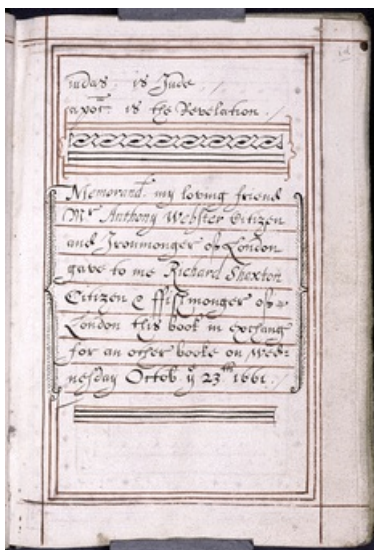 iudas is Jude
apoc: is the Revelation.
Memorand. my loving friend
Mr Anthony Webster Citizen
and Ironmonger of London
gave to me Richard Shexton
Citizen & ffishmonger of
London this book in exchang
for an other booke on Wed=
nesday Octob. ye 23th 1661.